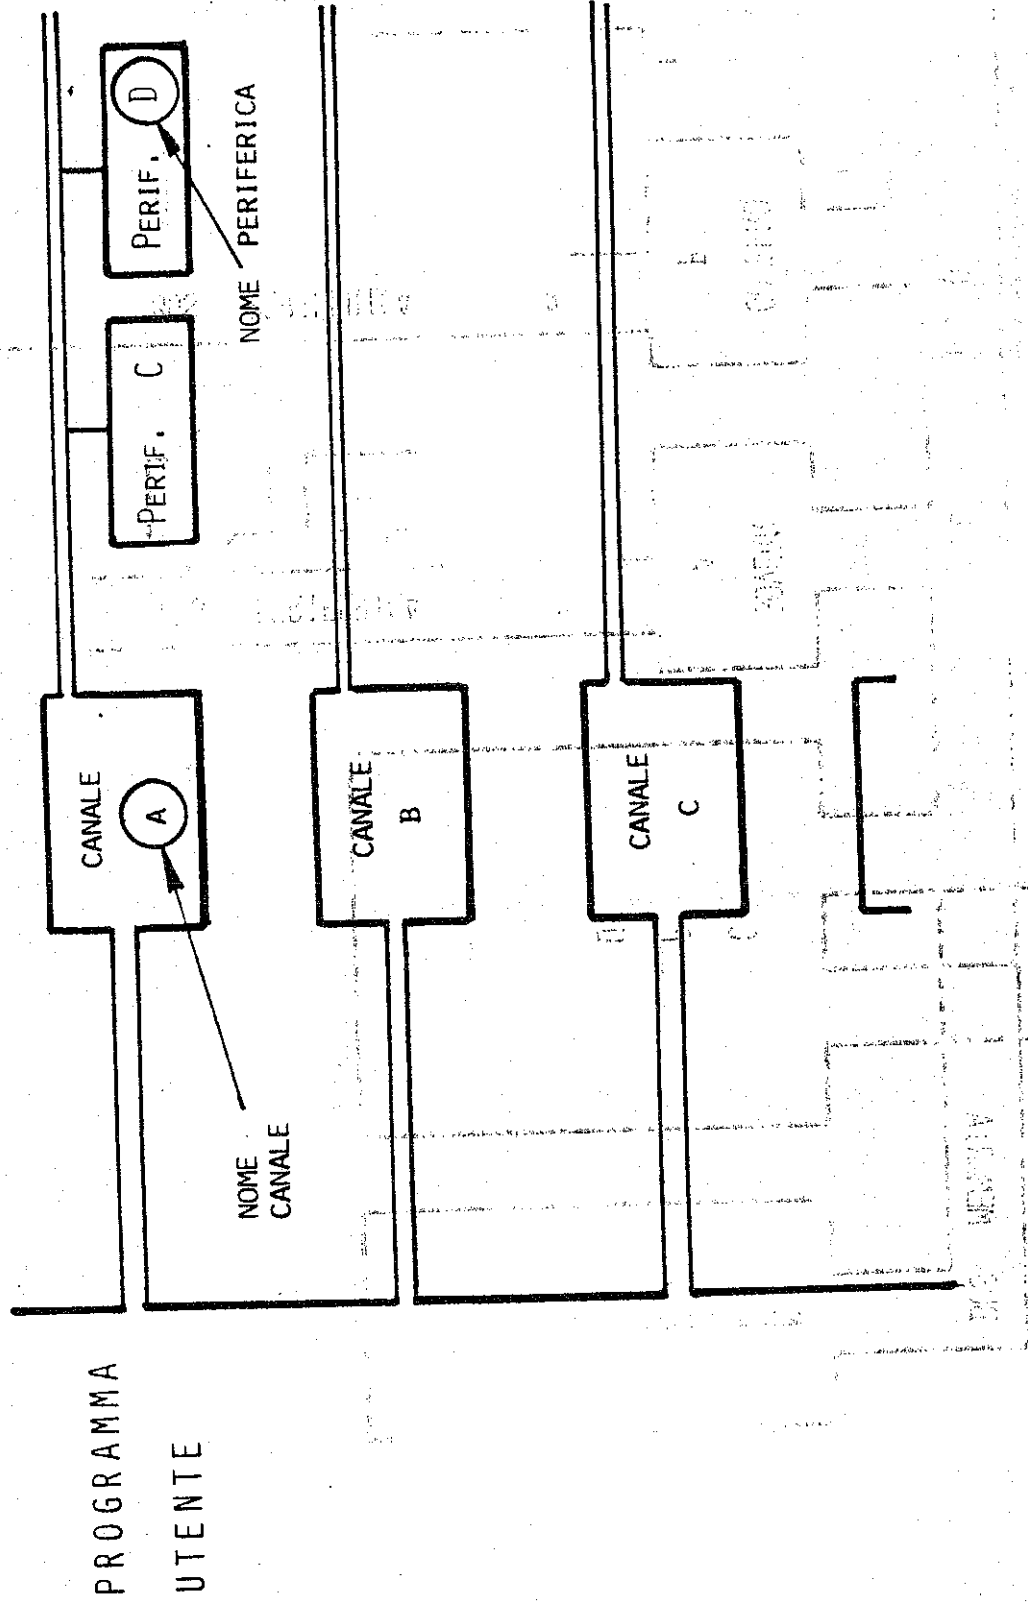 PROGRAMMA
UTENTE
NOME
CANALE
CANALE
A
PERIF. C
PERIF. D
NOME PERIFERICA
CANALE
B
CANALE
C